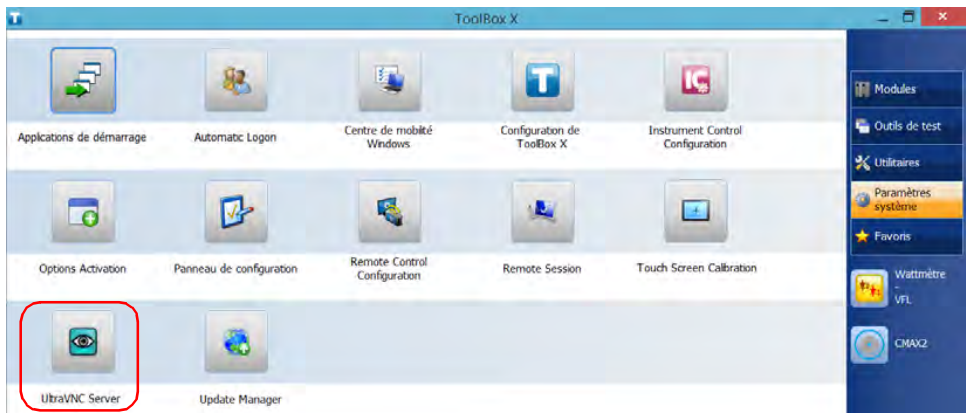 ToolBox X
Applications de démarrage
Automatic Logon
Centre de mobilité
Windows
Configuration de
ToolBox X
Instrument Control
Configuration
Options Activation
Panneau de configuration
Remote Control
Configuration
Remote Session
Touch Screen Calibration
UltraVNC Server
Update Manager
Modules
Outils de test
Utilitaires
Paramètres
système
Favoris
Wattmètre
-
VFL
CMAX2